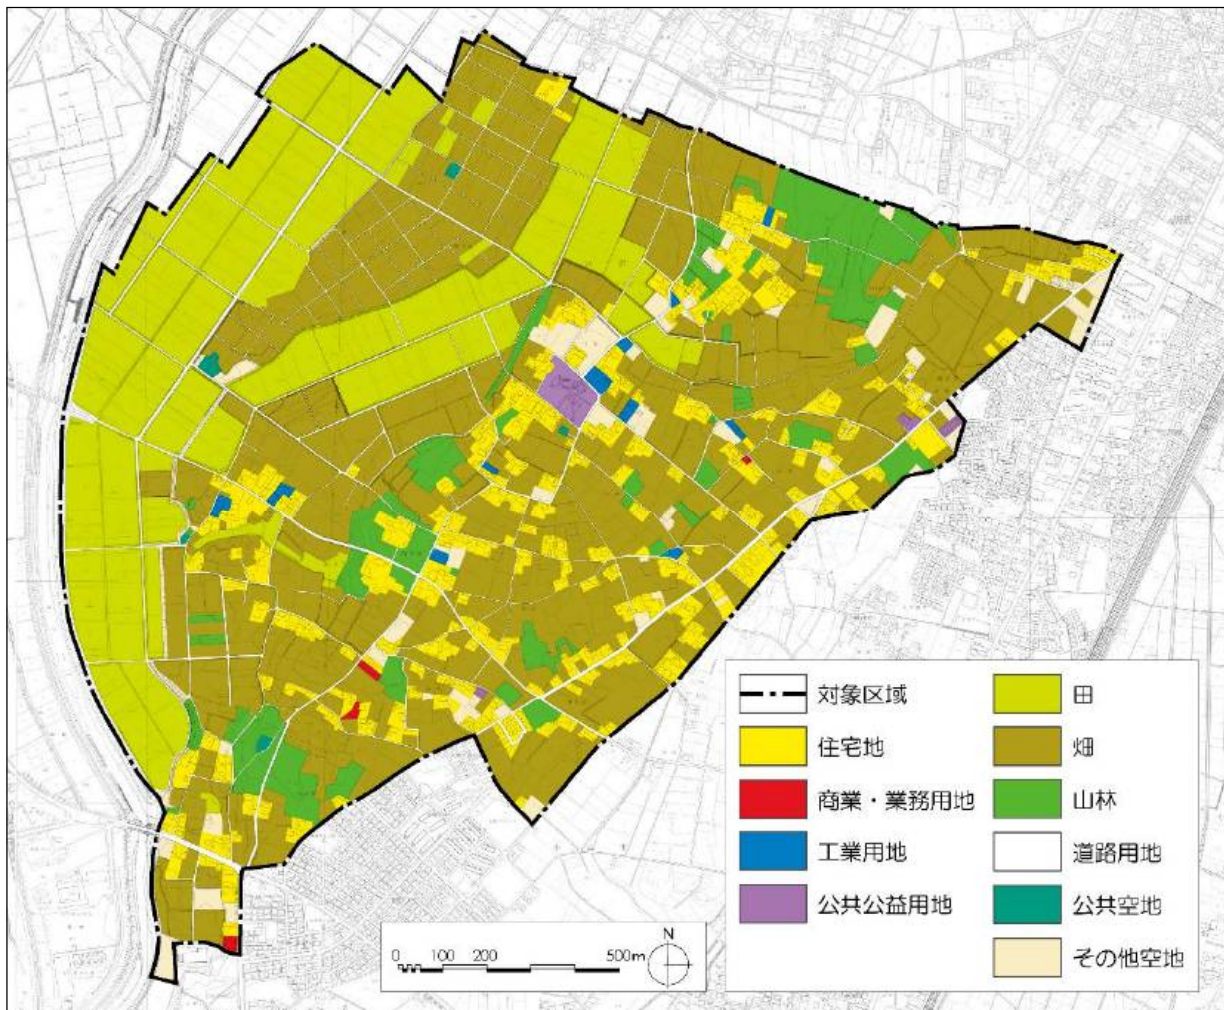 対象区域
住宅地
商業・業務用地
工業用地
公共公益用地
田
畑
山林
道路用地
公共空地
その他空地
0 100 200 500m
N